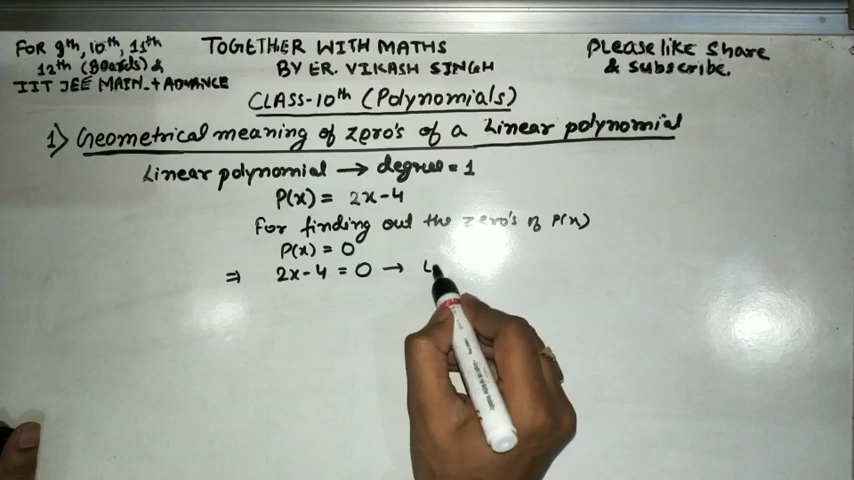 FOR 9th, 10th, 11th
12th (Boards) &
IIT JEE MAIN + ADVANCE
TOGETHER WITH MATHS
BY ER. VIKASH SINGH
PLEASE LIKE SHARE
& SUBSCRIBE.
CLASS-10th (Polynomials)
1) Geometrical meaning of zero's of a Linear polynomial
Linear polynomial → degree = 1
P(x) = 2x-4
For finding out the zero's of P(x)
P(x) = 0
⇒ 2x-4 = 0 →